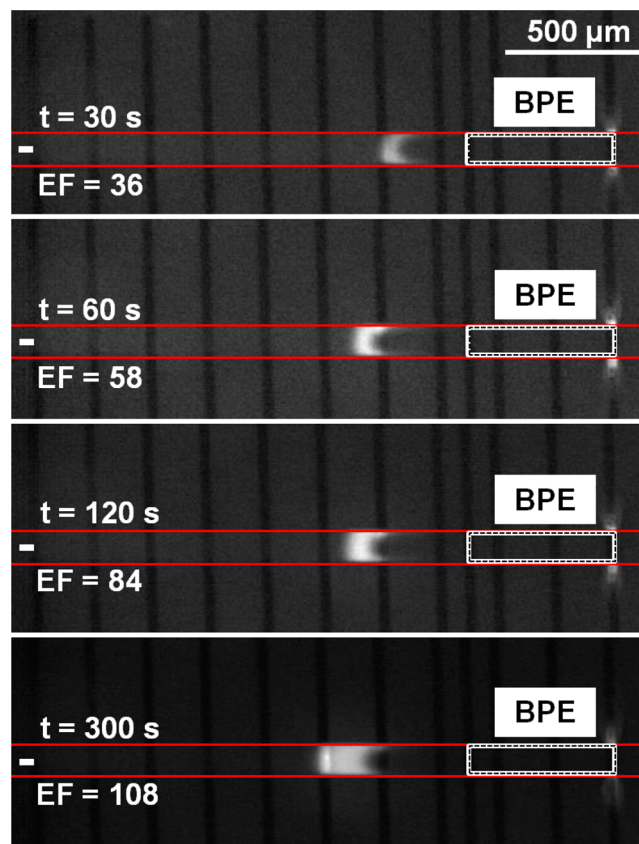 500 µm
BPE
t = 30 s
-
EF = 36
BPE
t = 60 s
-
EF = 58
BPE
t = 120 s
-
EF = 84
BPE
t = 300 s
-
EF = 108